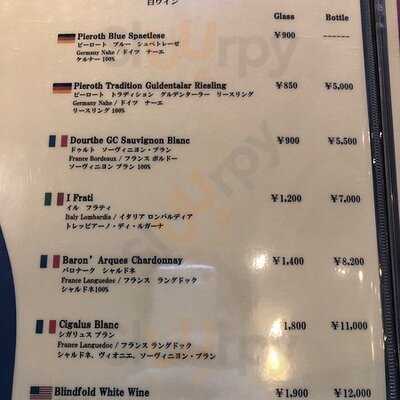 白ワイン
Glass Bottle
Pieroth Blue Spaetlese ¥900 ------
ピーロート ブルー シュペトレーゼ
Germany Nahe / ドイツ ナーエ
ケルナー 100%
Pieroth Tradition Guldentalar Riesling ¥850 ¥5,000
ピーロート トラディション グルデンターラー リースリング
Germany Nahe / ドイツ ナーエ
リースリング 100%
Dourthe GC Sauvignon Blanc ¥900 ¥5,500
ドゥルト ソーヴィニヨン・ブラン
France Bordeaux / フランス ボルドー
ソーヴィニヨン ブラン 100%
I Frati ¥1,200 ¥7,000
イル フラティ
Italy Lombardia / イタリア ロンバルディア
トレッビアーノ・ディ・ルガーナ
Baron' Arques Chardonnay ¥1,400 ¥8,200
バロナーク シャルドネ
France Languedoc / フランス ラングドック
シャルドネ100%
Cigalus Blanc ¥1,800 ¥11,000
シガリュス ブラン
France Languedoc / フランス ラングドック
シャルドネ、ヴィオニエ、ソーヴィニヨン・ブラン
Blindfold White Wine ¥1,900 ¥12,000